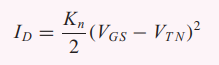 I_D = \frac{K_n}{2}(V_{GS} − V_{TN})^2